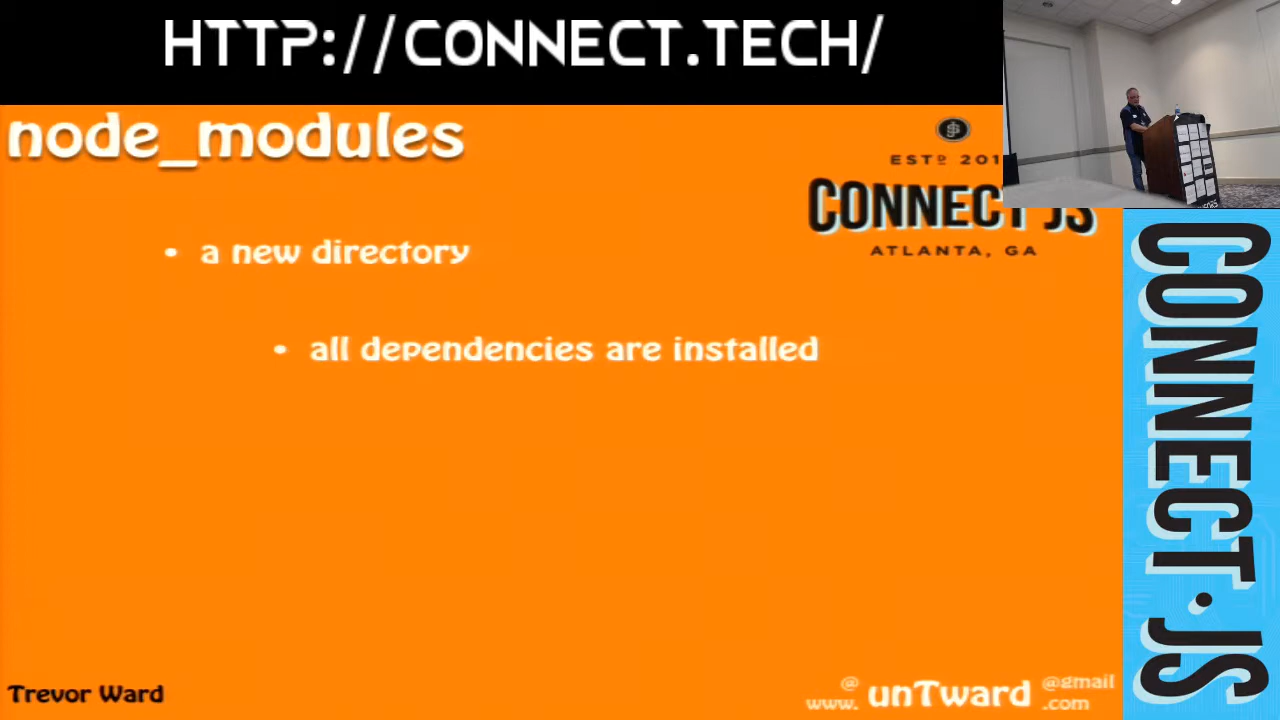 HTTP://CONNECT.TECH/
node_modules
ESTD 201
CONNECT JS
ATLANTA, GA
• a new directory
• all dependencies are installed
CONNECT.JS
Trevor Ward
@ unTward @gmail
www. .com